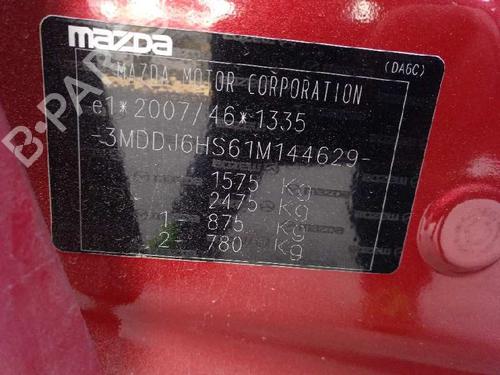 mazda
(DA6C)
MAZDA MOTOR CORPORATION
e1*2007/46*1335
-3MDDJ6HS61M144629-
1575 Kg
2475 Kg
1- 875 Kg
2- 780 Kg
B-PARTS